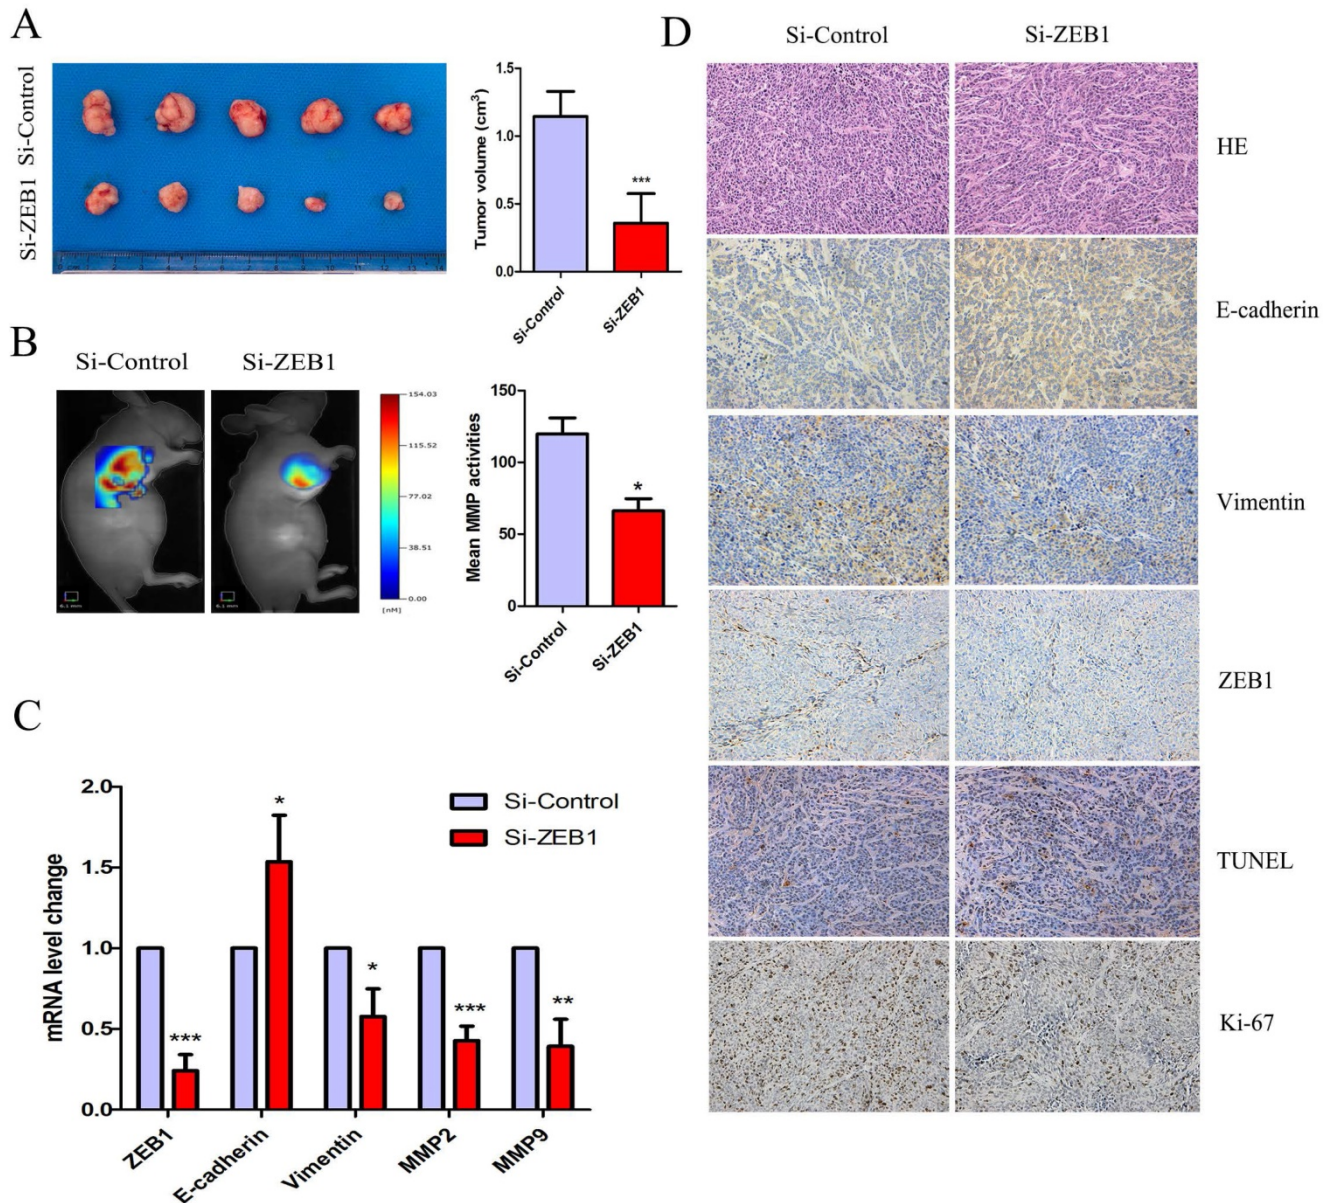 A
Si-Control
Si-ZEB1
Tumor volume (cm³)
1.5
1.0
0.5
0.0
***
Si-Control
Si-ZEB1
B
Si-Control
Si-ZEB1
154.03
115.52
77.02
38.51
0.00
[nM]
Mean MMP activities
150
100
50
0
*
Si-Control
Si-ZEB1
C
mRNA level change
2.0
1.5
1.0
0.5
0.0
Si-Control
Si-ZEB1
***
*
*
***
**
ZEB1
E-cadherin
Vimentin
MMP2
MMP9
D
Si-Control
Si-ZEB1
HE
E-cadherin
Vimentin
ZEB1
TUNEL
Ki-67